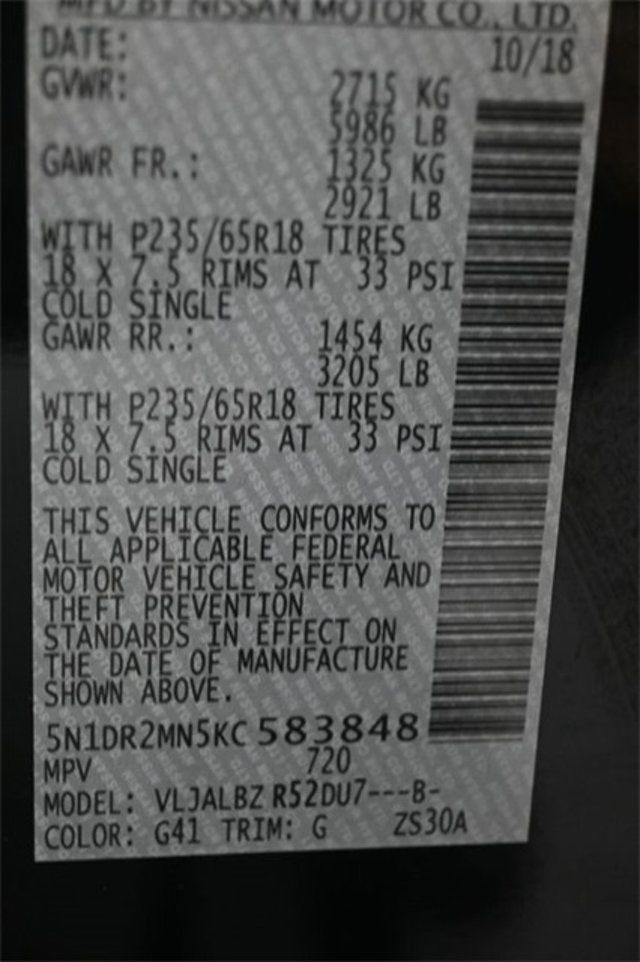 MFD BY NISSAN MOTOR CO., LTD.
DATE: 10/18
GVWR: 2715 KG
5986 LB
GAWR FR.: 1325 KG
2921 LB
WITH P235/65R18 TIRES
18 X 7.5 RIMS AT 33 PSI
COLD SINGLE
GAWR RR.: 1454 KG
3205 LB
WITH P235/65R18 TIRES
18 X 7.5 RIMS AT 33 PSI
COLD SINGLE
THIS VEHICLE CONFORMS TO
ALL APPLICABLE FEDERAL
MOTOR VEHICLE SAFETY AND
THEFT PREVENTION
STANDARDS IN EFFECT ON
THE DATE OF MANUFACTURE
SHOWN ABOVE.
5N1DR2MN5KC 583848
MPV 720
MODEL: VLJALBZ R52DU7---B-
COLOR: G41 TRIM: G ZS30A